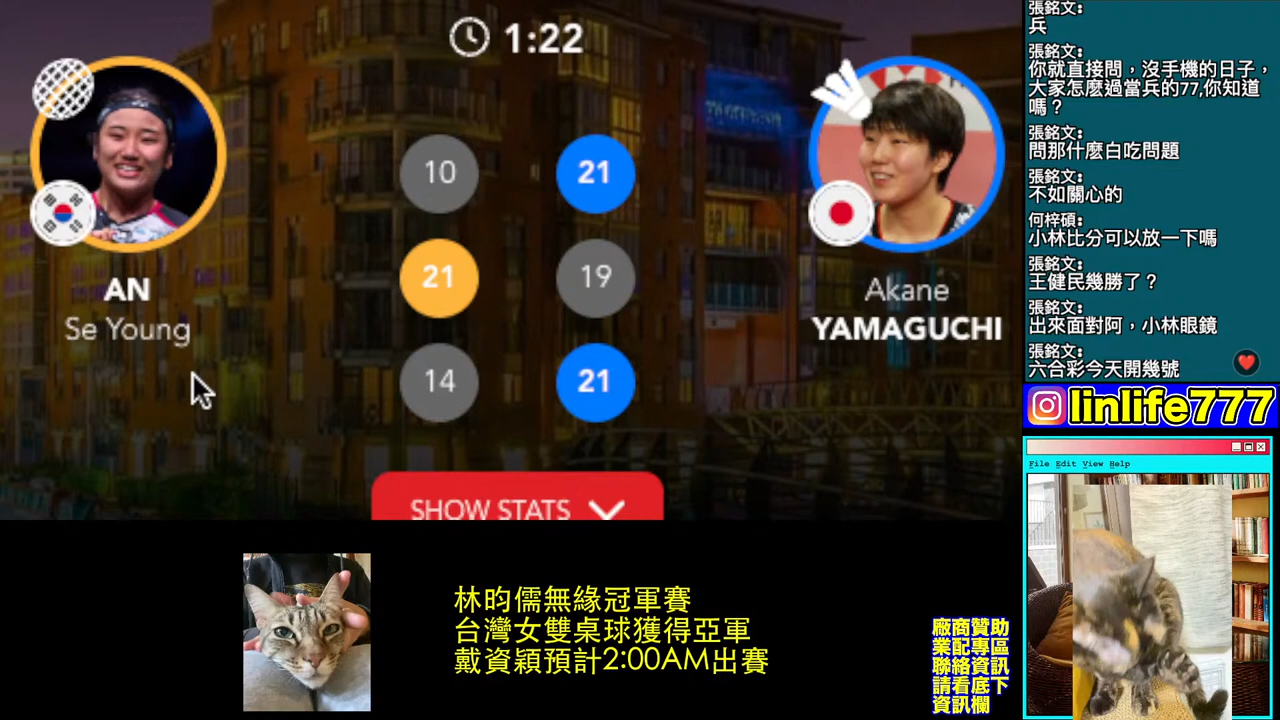 1:22
10
21
21
19
14
21
AN
Se Young
Akane
YAMAGUCHI
SHOW STATS
林昀儒無緣冠軍賽
台灣女雙桌球獲得亞軍
戴資穎預計2:00AM出賽
廠商贊助
業配專區
聯絡資訊
請看底下
資訊欄
張銘文:
兵
張銘文:
你就直接問，沒手機的日子，
大家怎麼過當兵的77,你知道
嗎？
張銘文:
問那什麼白吃問題
張銘文:
不如關心的
何梓碩:
小林比分可以放一下嗎
張銘文:
王健民幾勝了？
張銘文:
出來面對阿，小林眼鏡
張銘文:
六合彩今天開幾號
linlife777
File Edit View Help